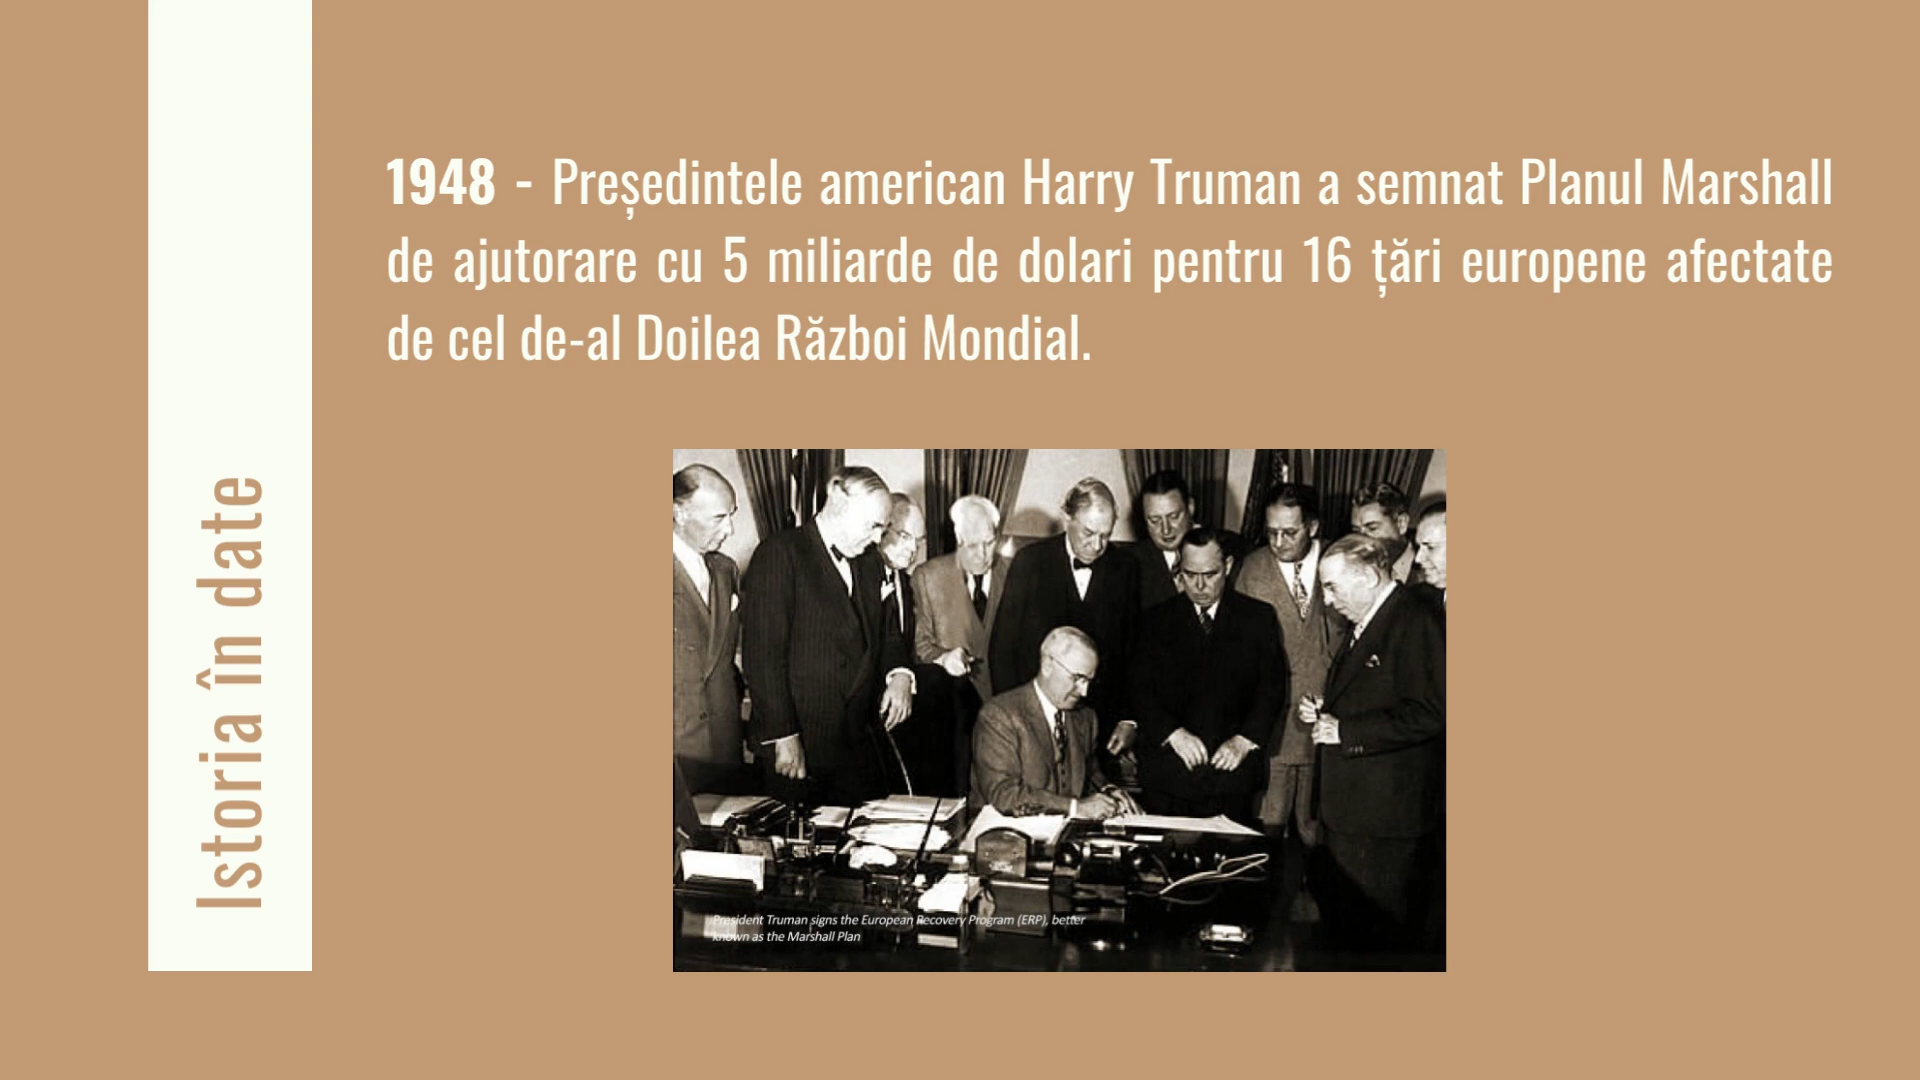 Istoria în date
1948 - Președintele american Harry Truman a semnat Planul Marshall
de ajutorare cu 5 miliarde de dolari pentru 16 țări europene afectate
de cel de-al Doilea Război Mondial.
President Truman signs the European Recovery Program (ERP), better
known as the Marshall Plan